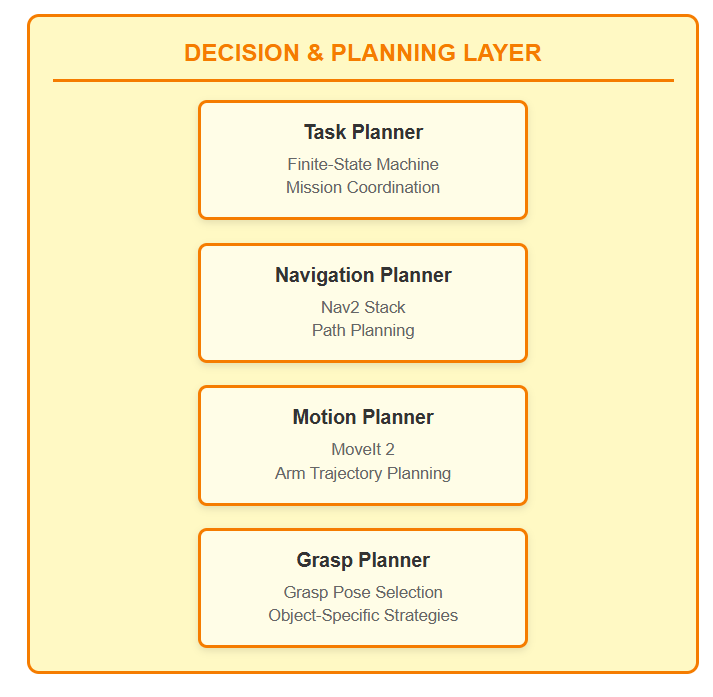 DECISION & PLANNING LAYER
Task Planner
Finite-State Machine
Mission Coordination
Navigation Planner
Nav2 Stack
Path Planning
Motion Planner
MoveIt 2
Arm Trajectory Planning
Grasp Planner
Grasp Pose Selection
Object-Specific Strategies